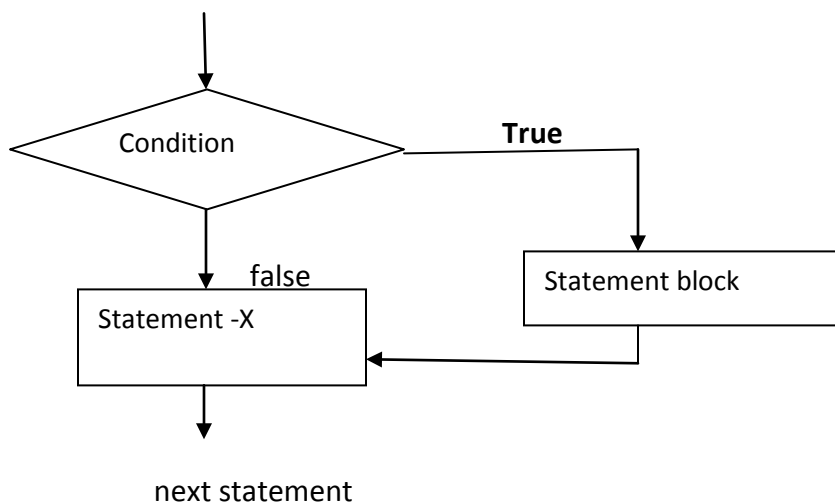 Condition
True
false
Statement block
Statement -X
next statement